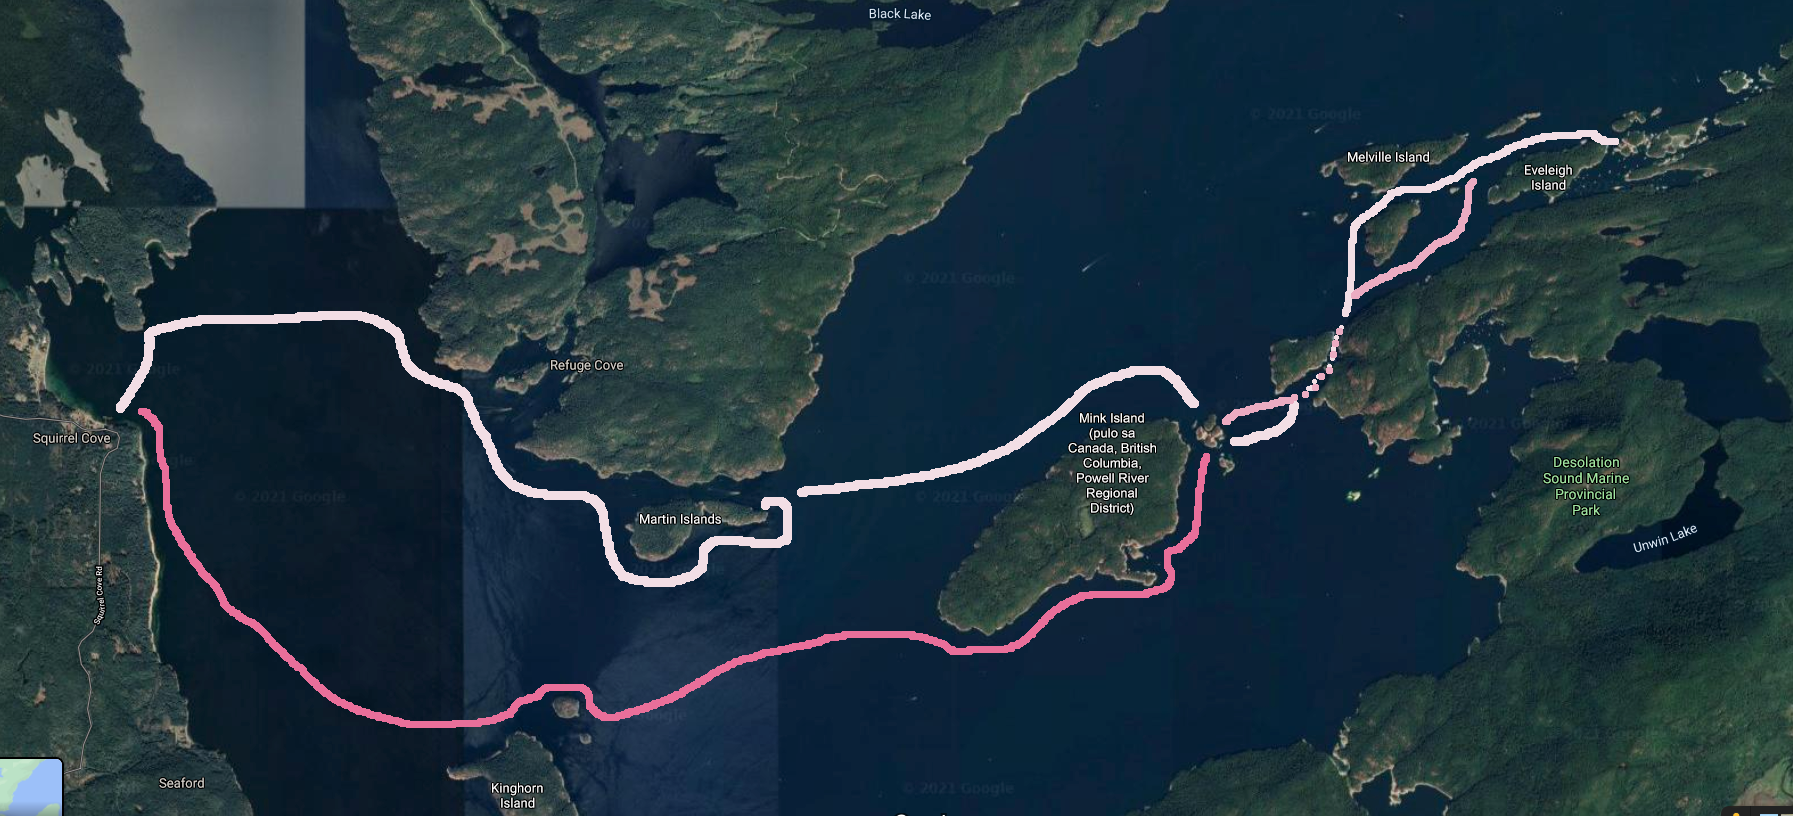 Black Lake
© 2021 Google
Melville Island
Eveleigh
Island
© 2021 Google
Refuge Cove
Squirrel Cove
Mink Island
(pulo sa
Canada, British
Columbia,
Powell River
Regional
District)
Desolation
Sound Marine
Provincial
Park
© 2021 Google
© 2021 Google
Martin Islands
Unwin Lake
Squirrel Cove Rd
Seaford
Kinghorn
Island
© 2021 Google